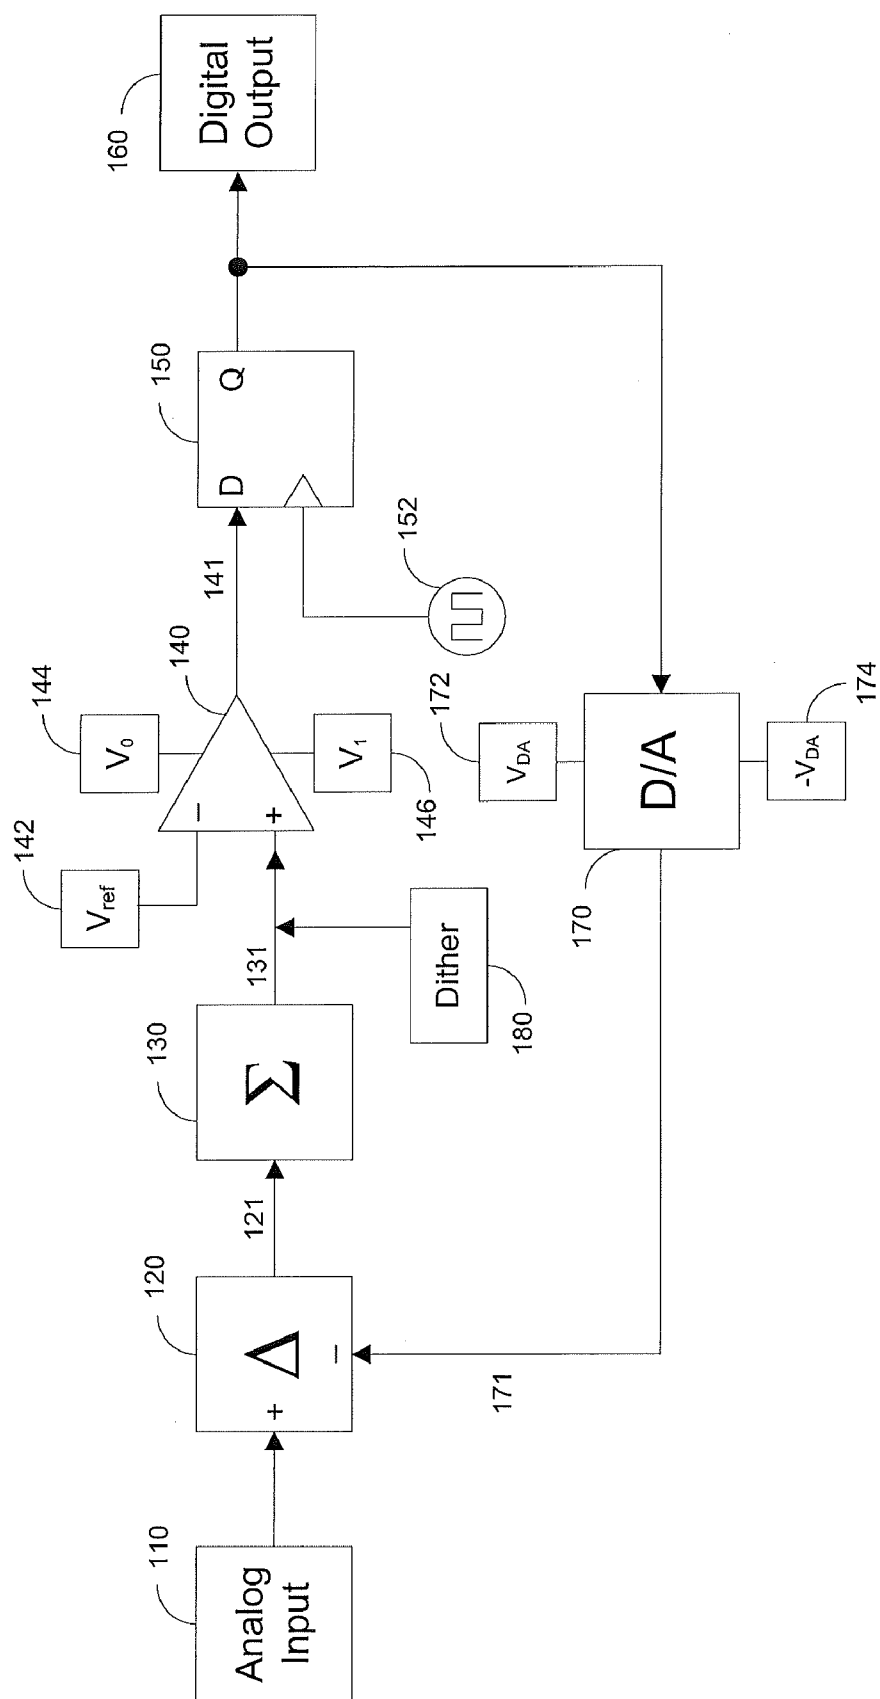 Analog
Input
110
+
Δ
−
120
121
Σ
130
131
Dither
180
Vref
142
−
+
140
V0
144
V1
146
141
D
Q
150
152
Digital
Output
160
D/A
170
VDA
172
-VDA
174
171